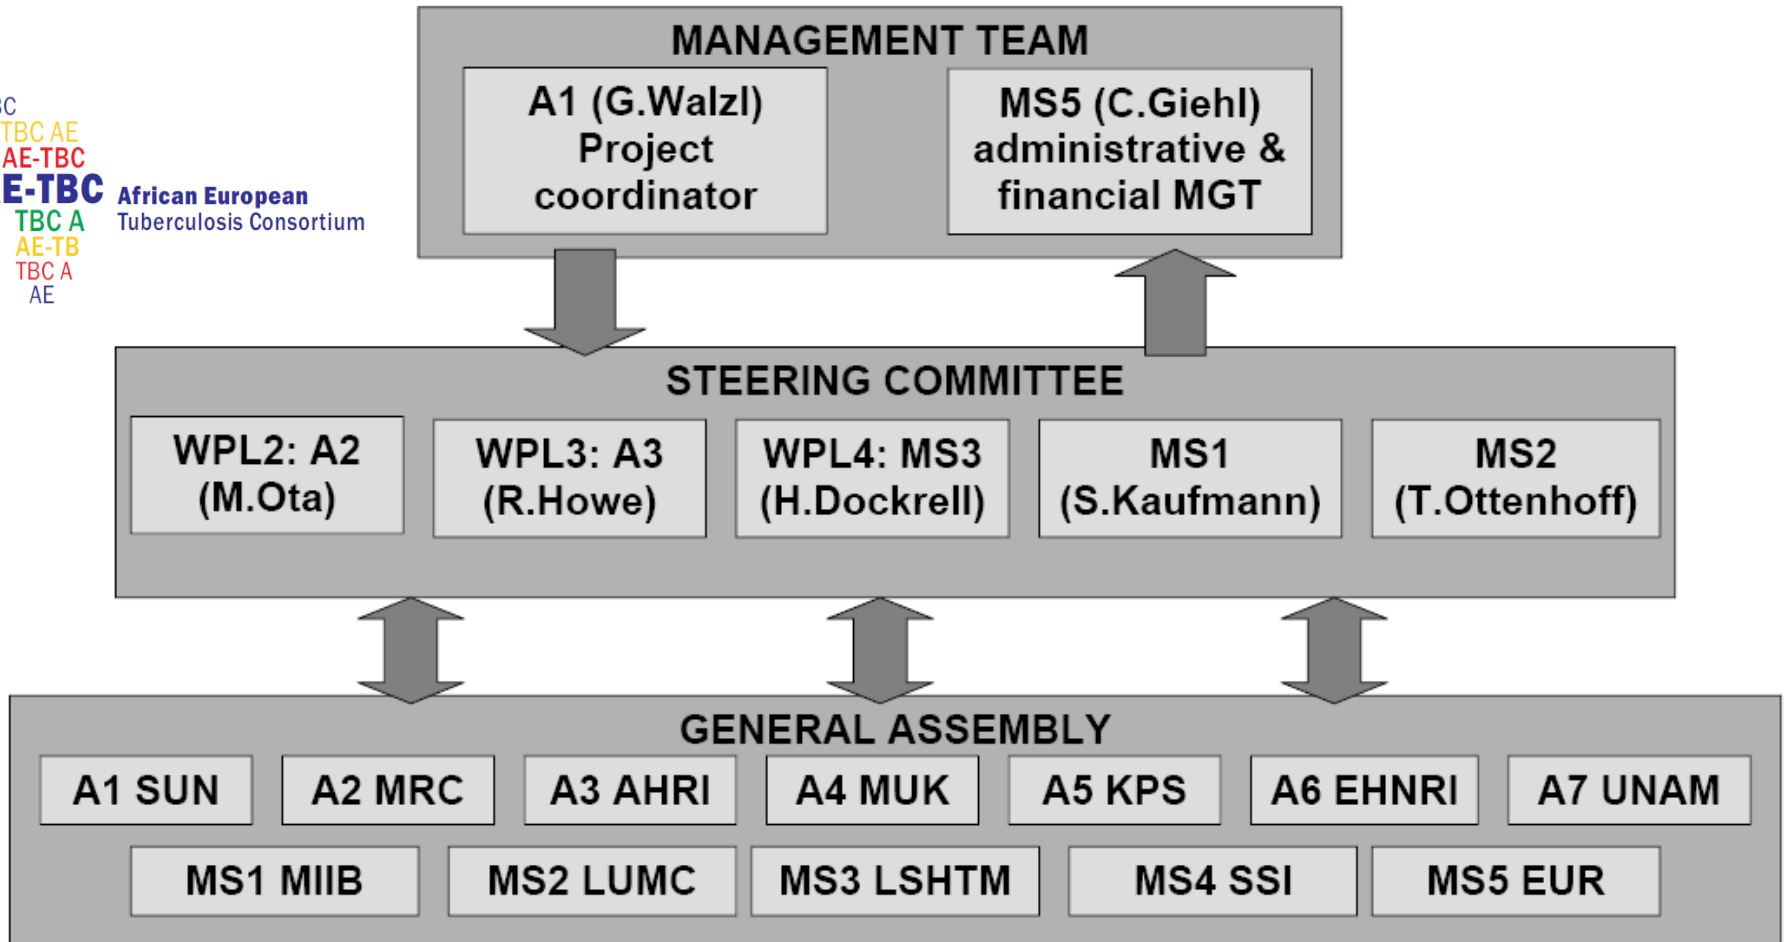 MANAGEMENT TEAM
A1 (G.Walzl)
Project
coordinator
MS5 (C.Giehl)
administrative &
financial MGT
BC
TBC AE
AE-TBC
E-TBC
TBC A
AE-TB
TBC A
AE
African European
Tuberculosis Consortium
STEERING COMMITTEE
WPL2: A2
(M.Ota)
WPL3: A3
(R.Howe)
WPL4: MS3
(H.Dockrell)
MS1
(S.Kaufmann)
MS2
(T.Ottenhoff)
GENERAL ASSEMBLY
A1 SUN
A2 MRC
A3 AHRI
A4 MUK
A5 KPS
A6 EHNRI
A7 UNAM
MS1 MIIB
MS2 LUMC
MS3 LSHTM
MS4 SSI
MS5 EUR